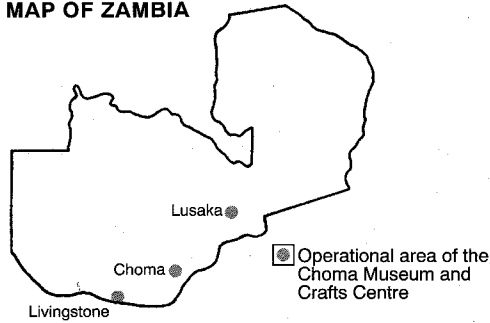 MAP OF ZAMBIA
Lusaka
Choma
Livingstone
Operational area of the
Choma Museum and
Crafts Centre